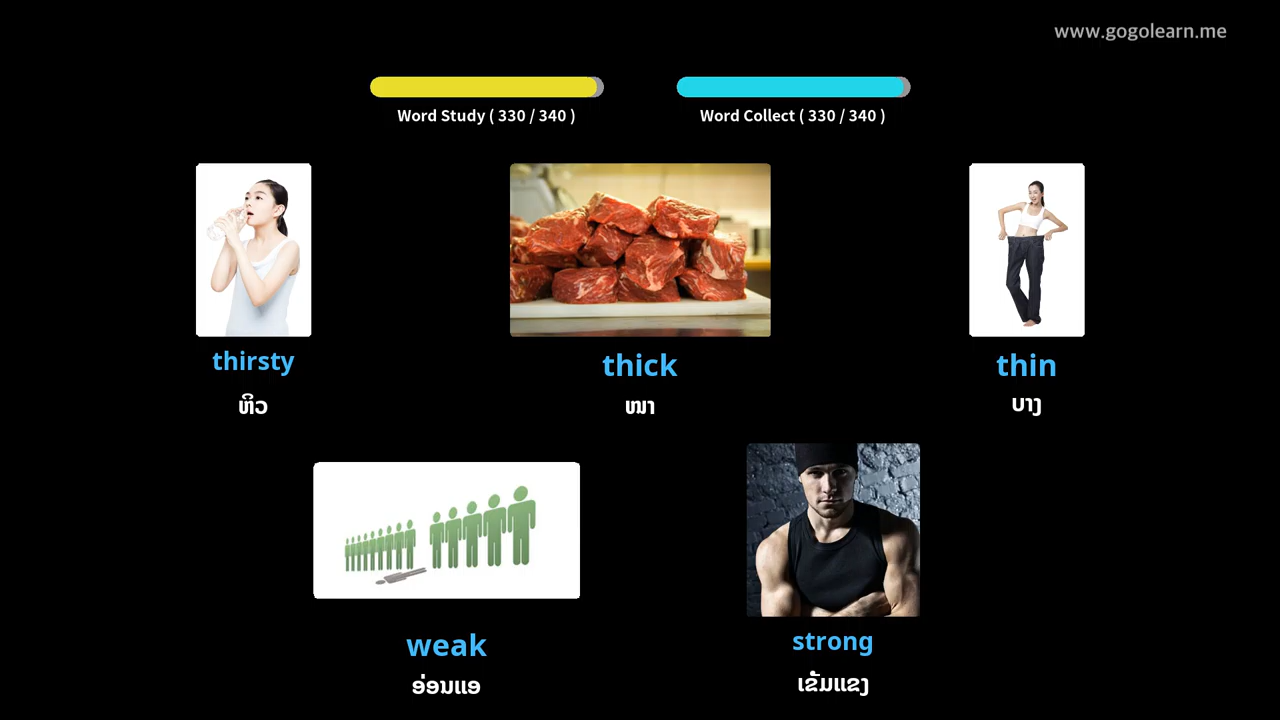 www.gogolearn.me
Word Study ( 330 / 340 )
Word Collect ( 330 / 340 )
thirsty
ຫິວ
thick
ໜາ
thin
ບາງ
weak
ອ່ອນແອ
strong
ເຂັມແຂງ